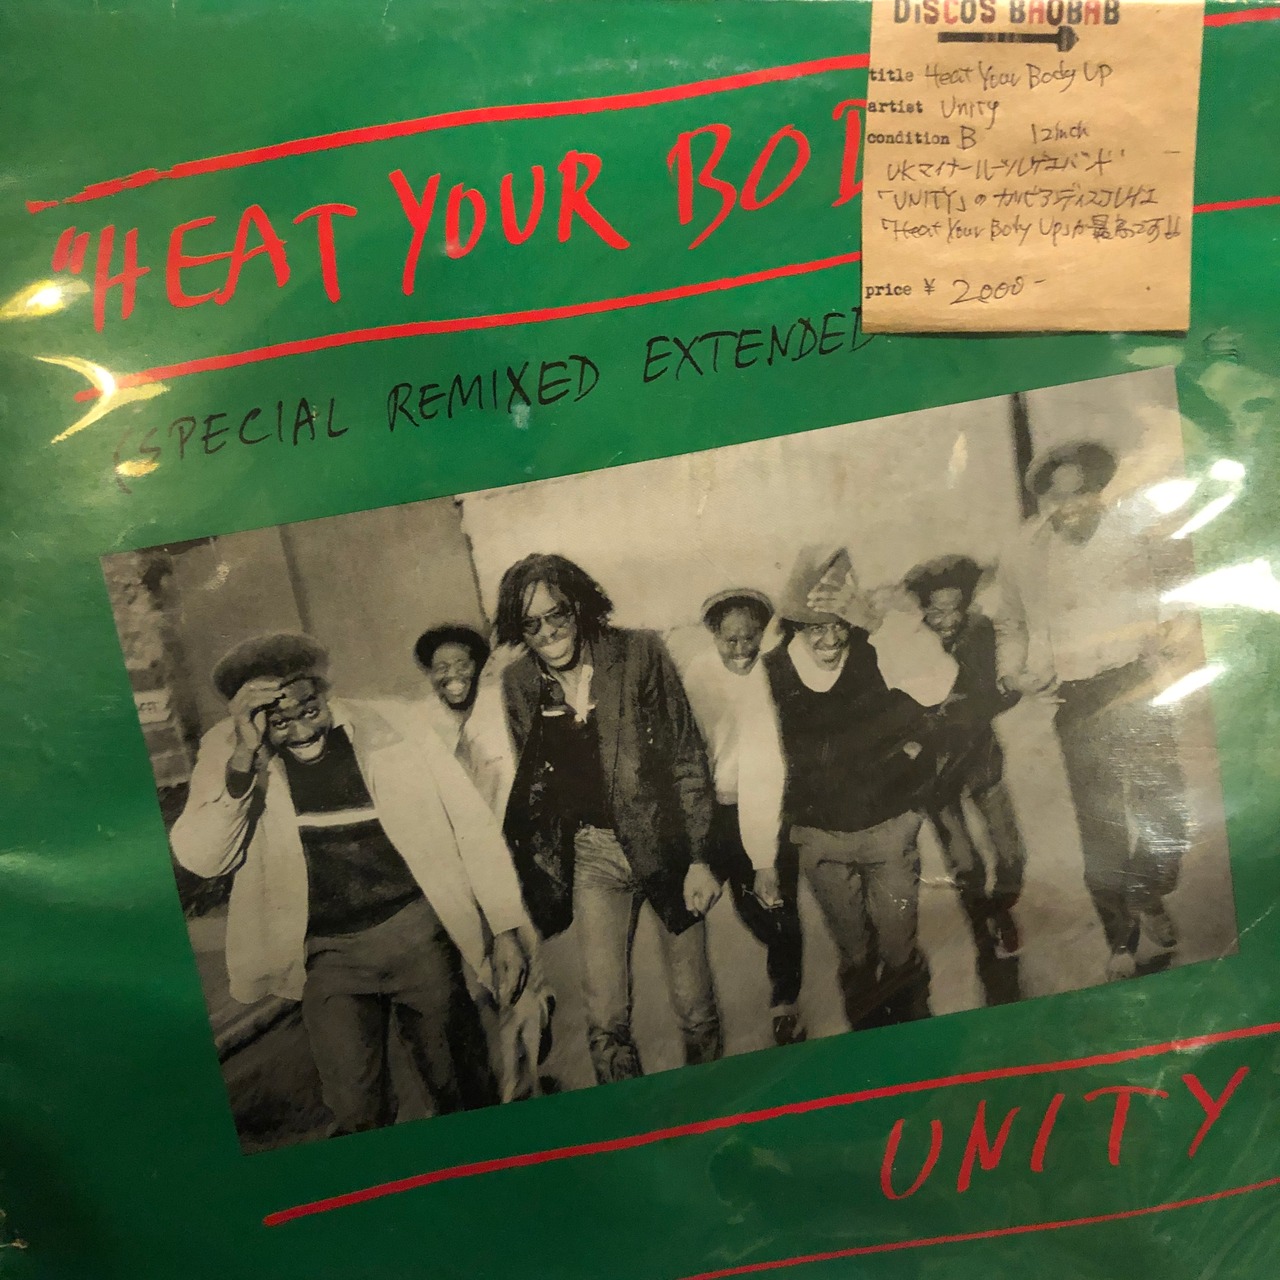 DiSCOS BAOBAB
title Heat Your Body Up
artist Unity
condition B 12inch
UKマイナールーツレゲエバンド
「UNITY」のカルビアンディスコレゲエ
「Heat Your Body Up」が最高です!!
price ¥ 2000-
"HEAT YOUR BOD
(SPECIAL REMIXED EXTENDED
UNITY